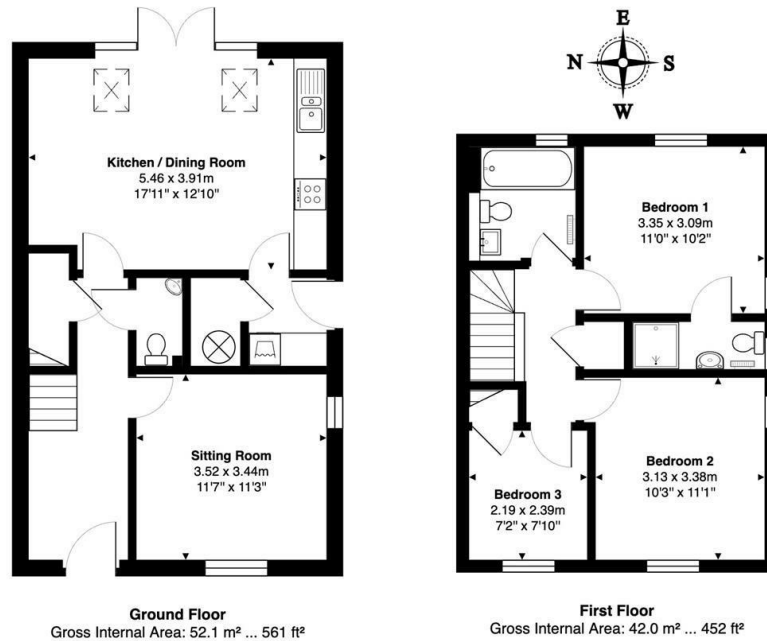 E
N
S
W
Kitchen / Dining Room
5.46 x 3.91m
17'11" x 12'10"
Sitting Room
3.52 x 3.44m
11'7" x 11'3"
Ground Floor
Gross Internal Area: 52.1 m² ... 561 ft²
Bedroom 1
3.35 x 3.09m
11'0" x 10'2"
Bedroom 2
3.13 x 3.38m
10'3" x 11'1"
Bedroom 3
2.19 x 2.39m
7'2" x 7'10"
First Floor
Gross Internal Area: 42.0 m² ... 452 ft²